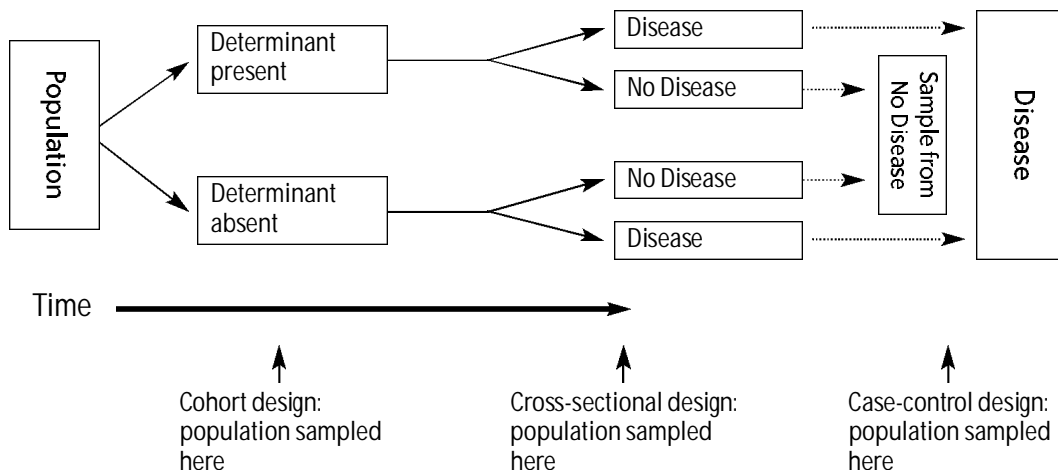 Population
Determinant
present
Determinant
absent
Disease
No Disease
No Disease
Disease
Sample from
No Disease
Disease
Time
Cohort design:
population sampled
here
Cross-sectional design:
population sampled
here
Case-control design:
population sampled
here